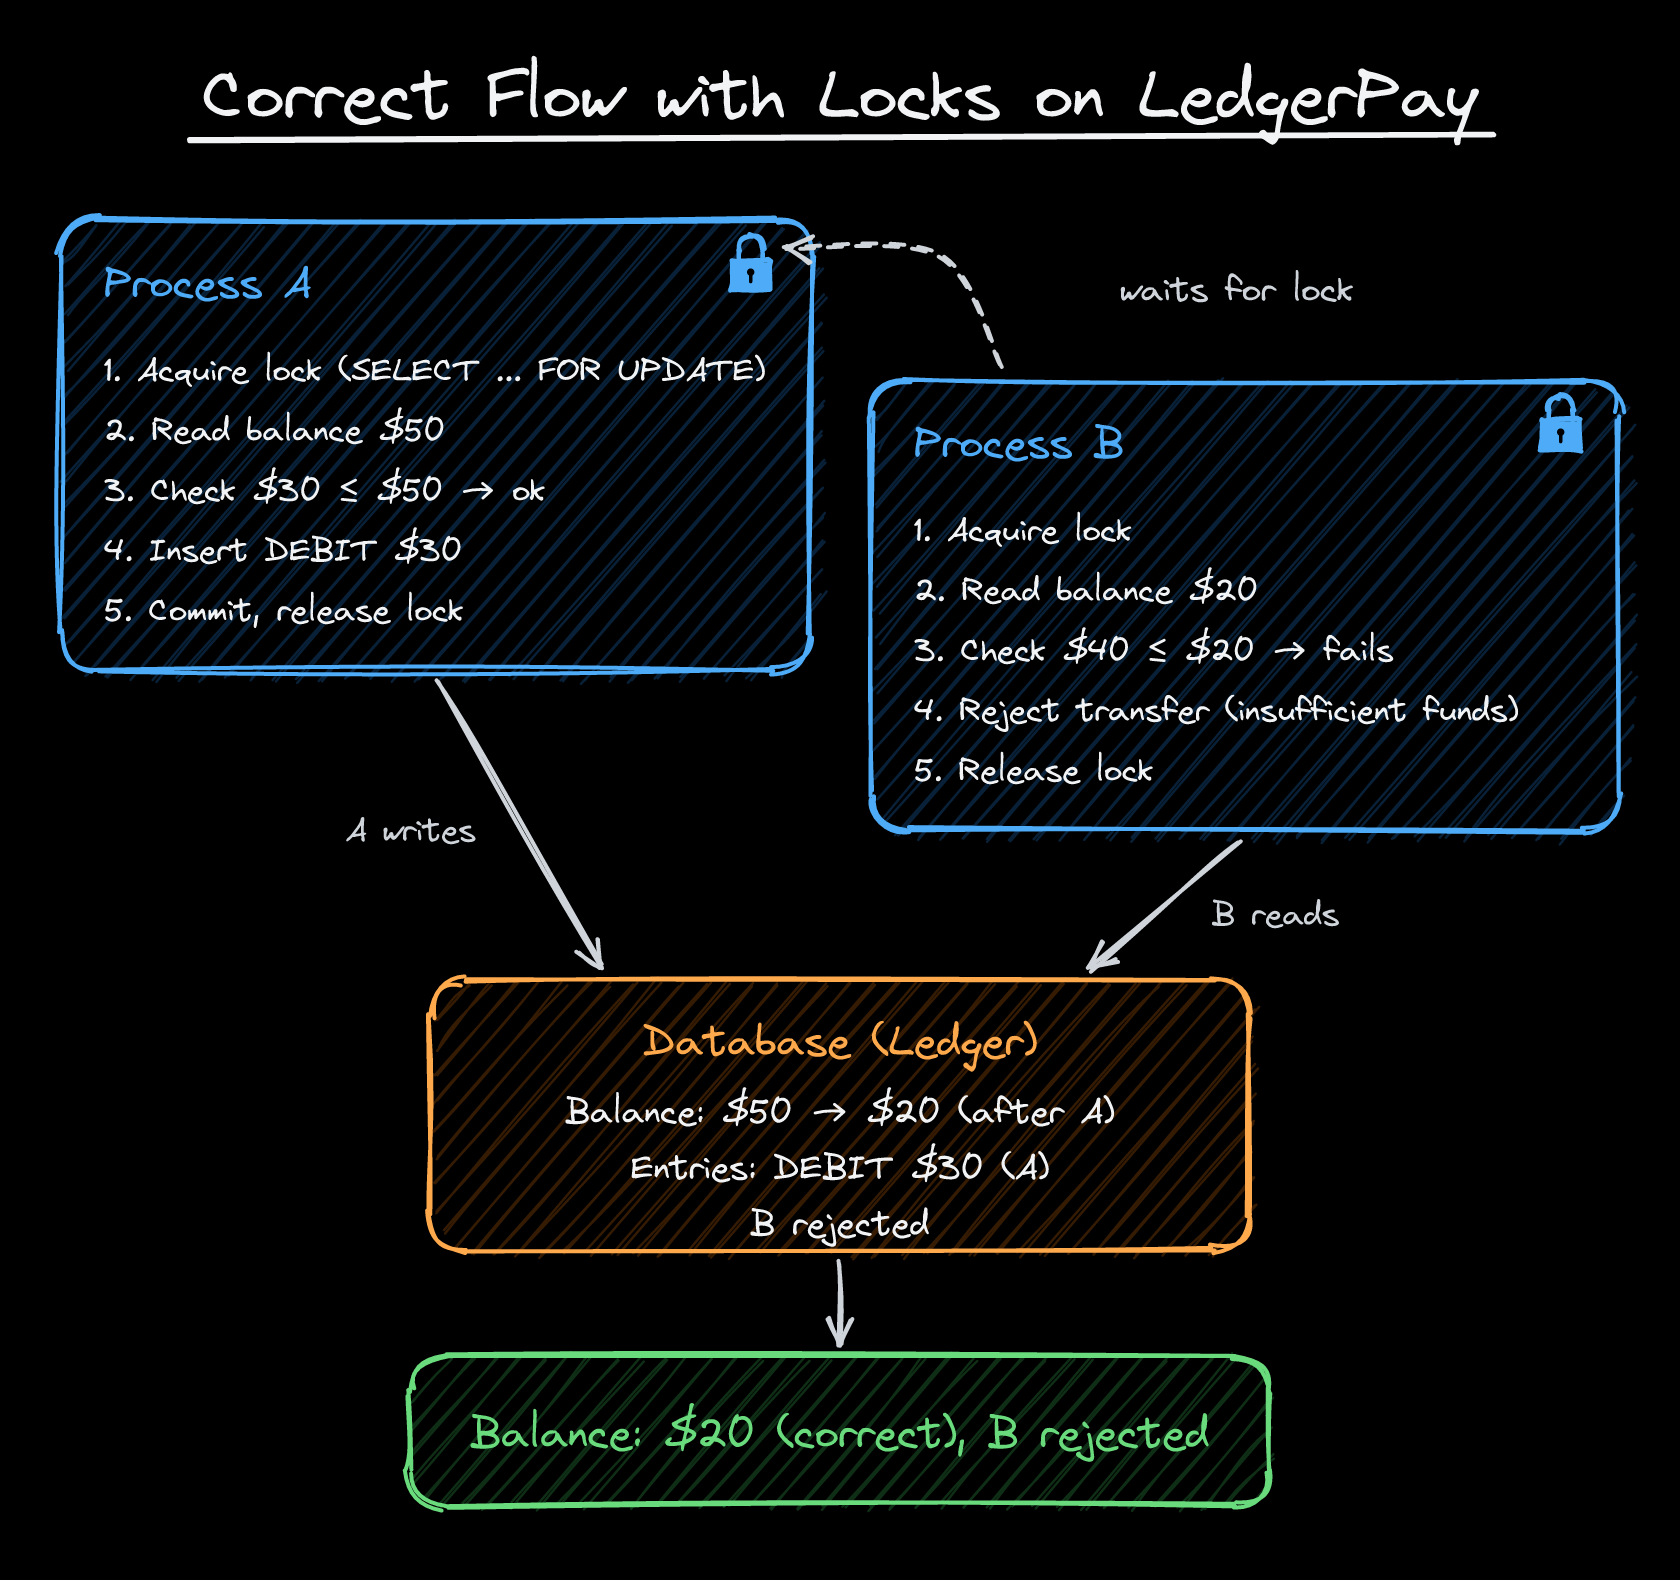 Correct Flow with Locks on LedgerPay
Process A
1. Acquire lock (SELECT ... FOR UPDATE)
2. Read balance $50
3. Check $30 ≤ $50 → ok
4. Insert DEBIT $30
5. Commit, release lock
waits for lock
Process B
1. Acquire lock
2. Read balance $20
3. Check $40 ≤ $20 → fails
4. Reject transfer (insufficient funds)
5. Release lock
A writes
B reads
Database (Ledger)
Balance: $50 → $20 (after A)
Entries: DEBIT $30 (A)
B rejected
Balance: $20 (correct), B rejected